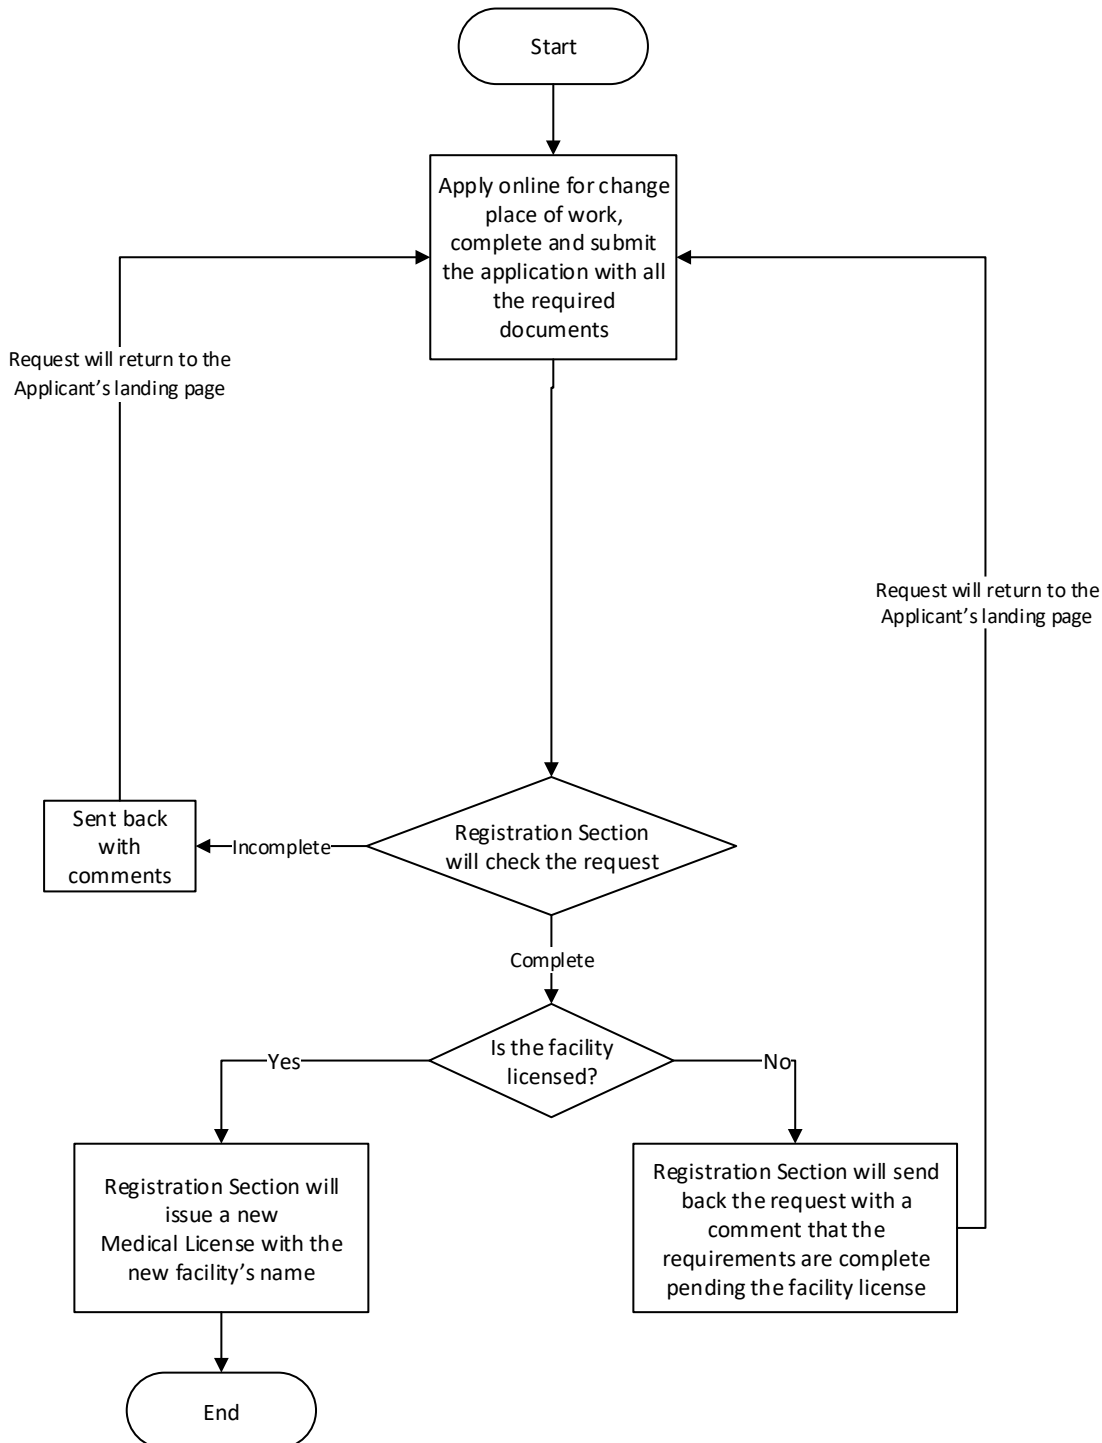 Start
Apply online for change
place of work,
complete and submit
the application with all
the required
documents
Request will return to the
Applicant's landing page
Request will return to the
Applicant's landing page
Sent back
with
comments
Incomplete
Registration Section
will check the request
Complete
Is the facility
licensed?
Yes
No
Registration Section will
issue a new
Medical License with the
new facility's name
Registration Section will send
back the request with a
comment that the
requirements are complete
pending the facility license
End